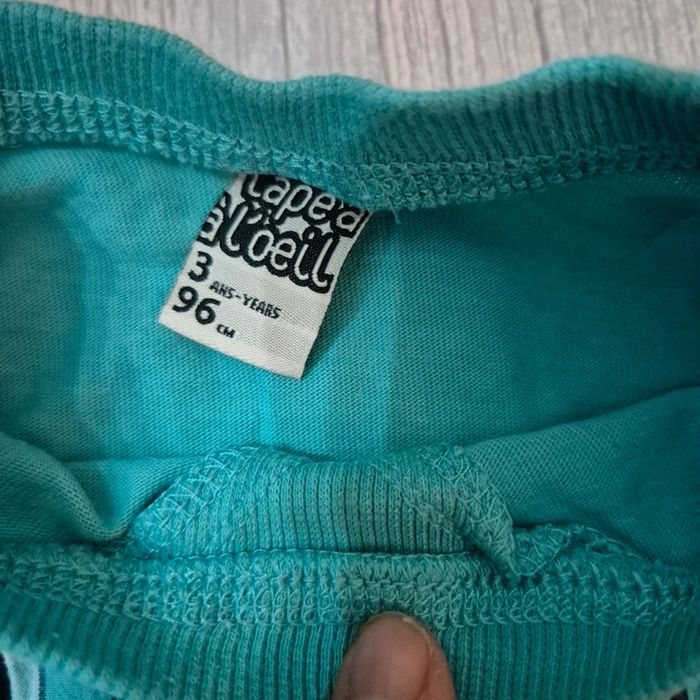 tape à
l'oeil
3 ANS-YEARS
96 CM